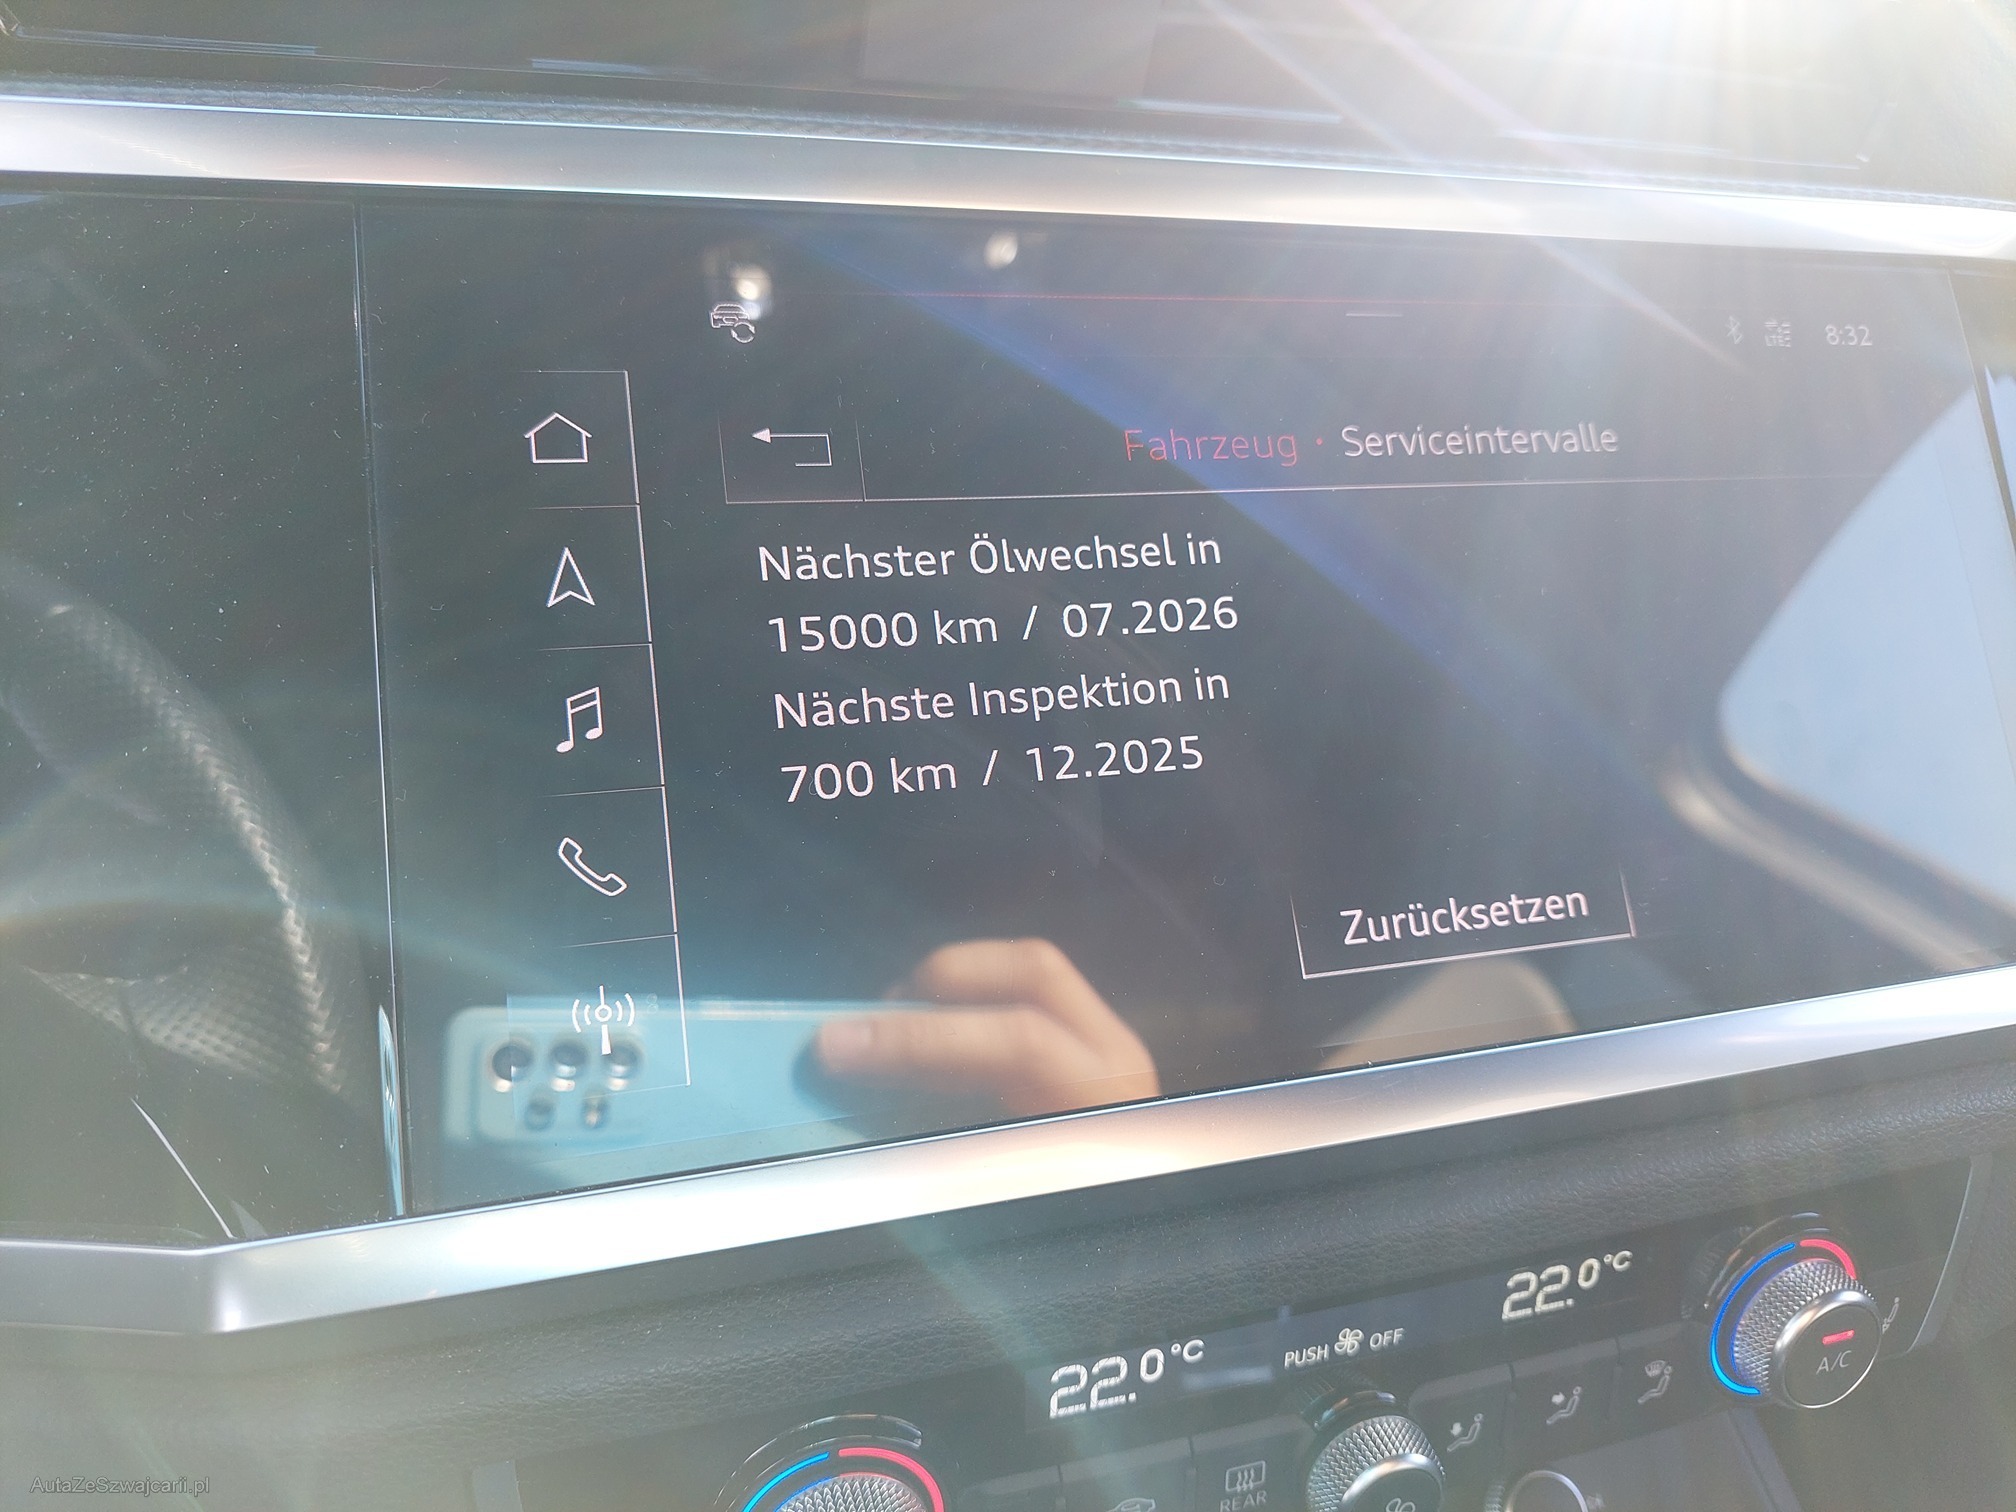 8:32
Fahrzeug · Serviceintervalle
Nächster Ölwechsel in
15000 km / 07.2026
Nächste Inspektion in
700 km / 12.2025
Zurücksetzen
22.0°C
PUSH OFF
22.0°C
A/C
REAR
AutaZeSzwajcarii.pl